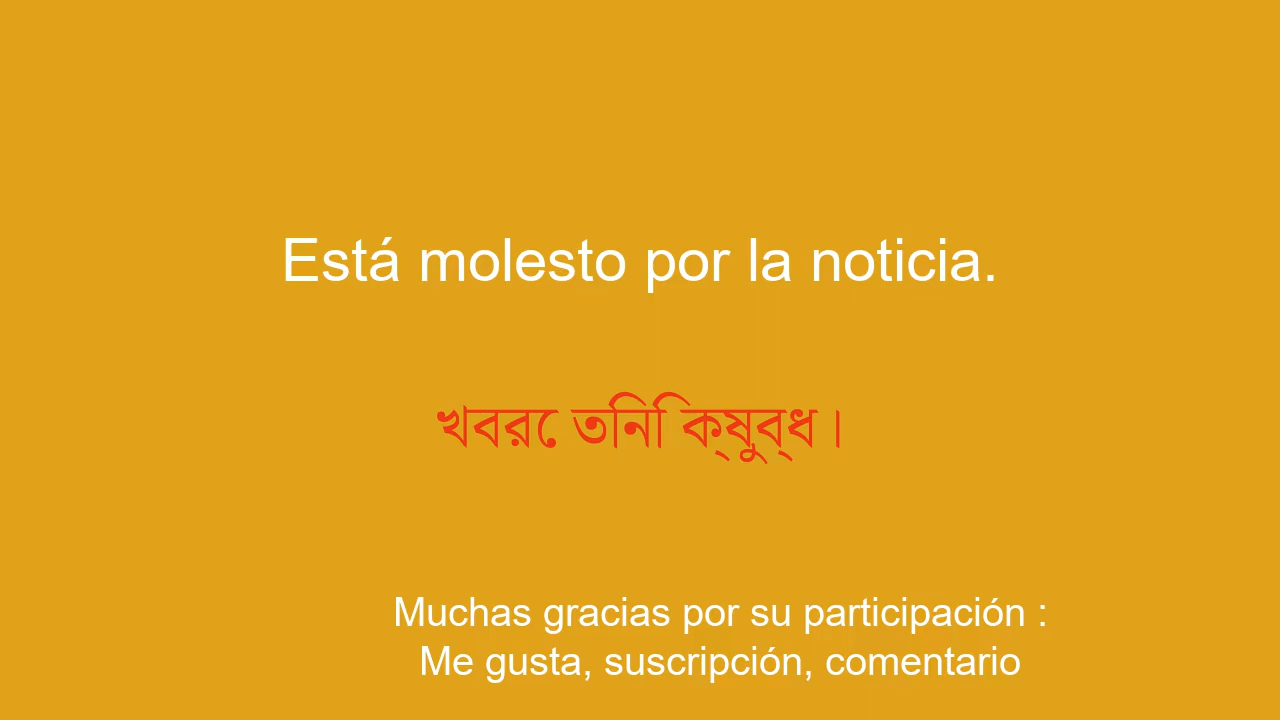 Está molesto por la noticia.
খবরে তিনি ক্ষুব্ধ।
Muchas gracias por su participación :
Me gusta, suscripción, comentario